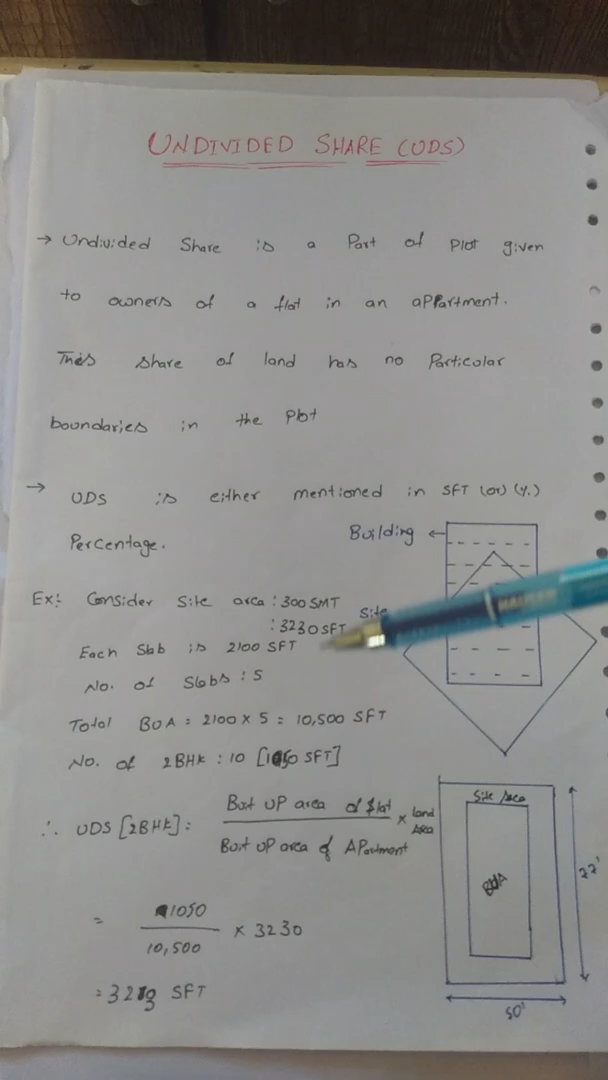 UNDIVIDED SHARE (UDS)
→ Undivided Share is a Part of Plot given
to owners of a flat in an apPartment.
This share of land has no Particular
boundaries in the Plot
→ UDS is either mentioned in SFT (or) (%)
Percentage.
Building ←
Ex: Consider Site area : 300 SMT
: 3230 SFT
Site
Each Slab is 2100 SFT
No. of Slabs : 5
Total BUA = 2100 x 5 = 10,500 SFT
No. of 2BHK : 10 [1050 SFT]
∴ UDS [2BHK] : Buit UP area of flat / Buit UP area of APartment x land Area
= 1050 / 10,500 x 3230
= 323 SFT
Site Area
BUA
50'